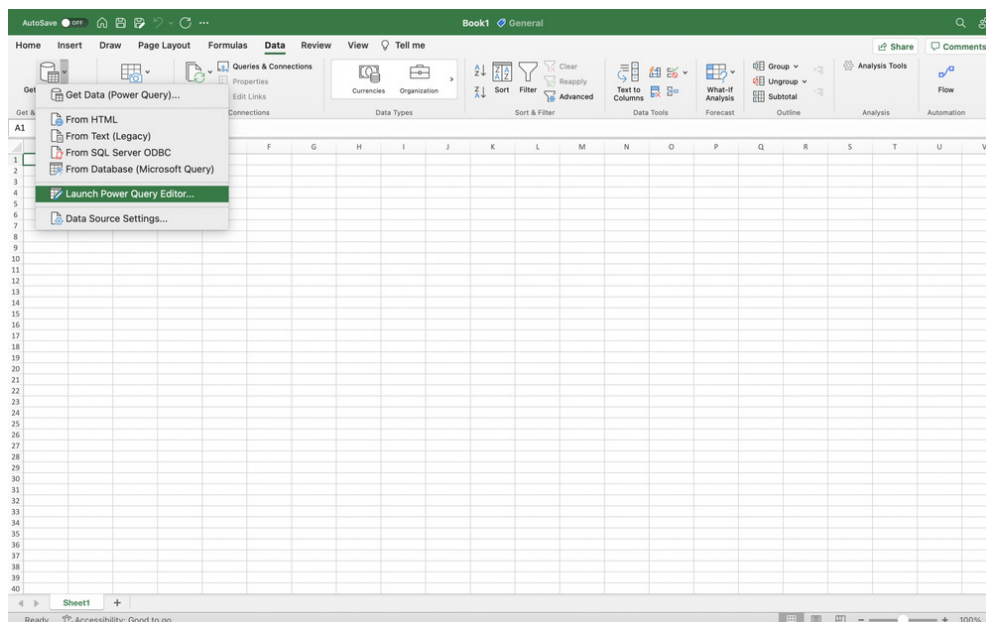 AutoSave OFF Book1 General
Home Insert Draw Page Layout Formulas Data Review View Tell me Share Comments
Get Queries & Connections
Properties
Edit Links
Currencies Organization
Sort Filter
Clear
Reapply
Advanced
Text to
Columns
What-If
Analysis
Group
Ungroup
Subtotal
Analysis Tools
Flow
Get & Connections Data Types Sort & Filter Data Tools Forecast Outline Analysis Automation
Get Data (Power Query)...
From HTML
From Text (Legacy)
From SQL Server ODBC
From Database (Microsoft Query)
Launch Power Query Editor...
Data Source Settings...
A1
F G H I J K L M N O P Q R S T U V
1
2
3
4
5
6
7
8
9
10
11
12
13
14
15
16
17
18
19
20
21
22
23
24
25
26
27
28
29
30
31
32
33
34
35
36
37
38
39
40
Sheet1 +
Ready Accessibility: Good to go 100%